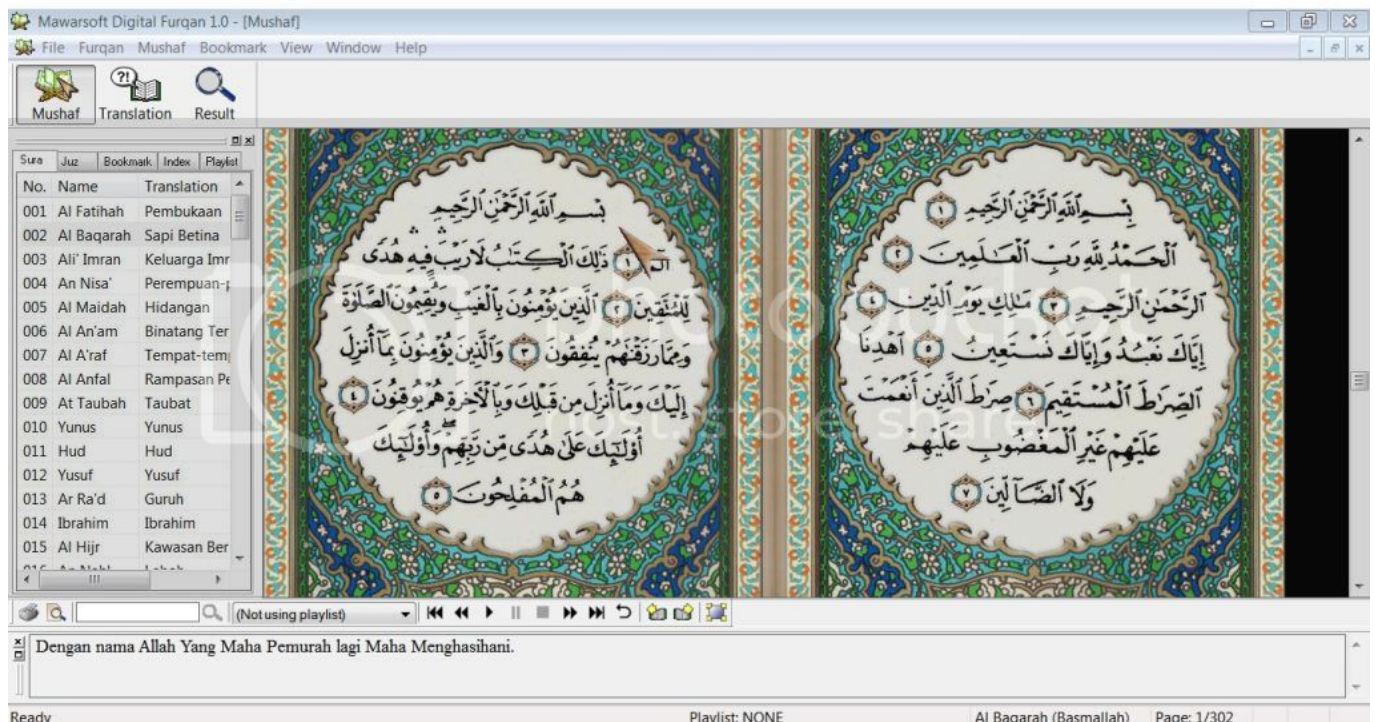 Mawarsoft Digital Furqan 1.0 - [Mushaf]
File Furqan Mushaf Bookmark View Window Help
Mushaf Translation Result
Sura Juz Bookmark Index Playlist
No. Name Translation
001 Al Fatihah Pembukaan
002 Al Baqarah Sapi Betina
003 Ali' Imran Keluarga Imr
004 An Nisa' Perempuan-p
005 Al Maidah Hidangan
006 Al An'am Binatang Ter
007 Al A'raf Tempat-temp
008 Al Anfal Rampasan Pe
009 At Taubah Taubat
010 Yunus Yunus
011 Hud Hud
012 Yusuf Yusuf
013 Ar Ra'd Guruh
014 Ibrahim Ibrahim
015 Al Hijr Kawasan Ber
بِسْمِ ٱللَّهِ ٱلرَّحْمَٰنِ ٱلرَّحِيمِ ١
ٱلْحَمْدُ لِلَّهِ رَبِّ ٱلْعَٰلَمِينَ ٢
ٱلرَّحْمَٰنِ ٱلرَّحِيمِ ٣ مَٰلِكِ يَوْمِ ٱلدِّينِ ٤
إِيَّاكَ نَعْبُدُ وَإِيَّاكَ نَسْتَعِينُ ٥ ٱهْدِنَا
ٱلصِّرَٰطَ ٱلْمُسْتَقِيمَ ٦ صِرَٰطَ ٱلَّذِينَ أَنْعَمْتَ
عَلَيْهِمْ غَيْرِ ٱلْمَغْضُوبِ عَلَيْهِمْ
وَلَا ٱلضَّآلِّينَ ٧
بِسْمِ ٱللَّهِ ٱلرَّحْمَٰنِ ٱلرَّحِيمِ
الٓمٓ ١ ذَٰلِكَ ٱلْكِتَٰبُ لَا رَيْبَ فِيهِ هُدًى
لِّلْمُتَّقِينَ ٢ ٱلَّذِينَ يُؤْمِنُونَ بِٱلْغَيْبِ وَيُقِيمُونَ ٱلصَّلَوٰةَ
وَمِمَّا رَزَقْنَٰهُمْ يُنفِقُونَ ٣ وَٱلَّذِينَ يُؤْمِنُونَ بِمَآ أُنزِلَ
إِلَيْكَ وَمَآ أُنزِلَ مِن قَبْلِكَ وَبِٱلْءَاخِرَةِ هُمْ يُوقِنُونَ ٤
أُو۟لَٰٓئِكَ عَلَىٰ هُدًى مِّن رَّبِّهِمْ ۖ وَأُو۟لَٰٓئِكَ
هُمُ ٱلْمُفْلِحُونَ ٥
photobucket
host. store. share.
(Not using playlist)
Dengan nama Allah Yang Maha Pemurah lagi Maha Menghasihani.
Ready Playlist: NONE Al Baqarah (Basmallah) Page: 1/302